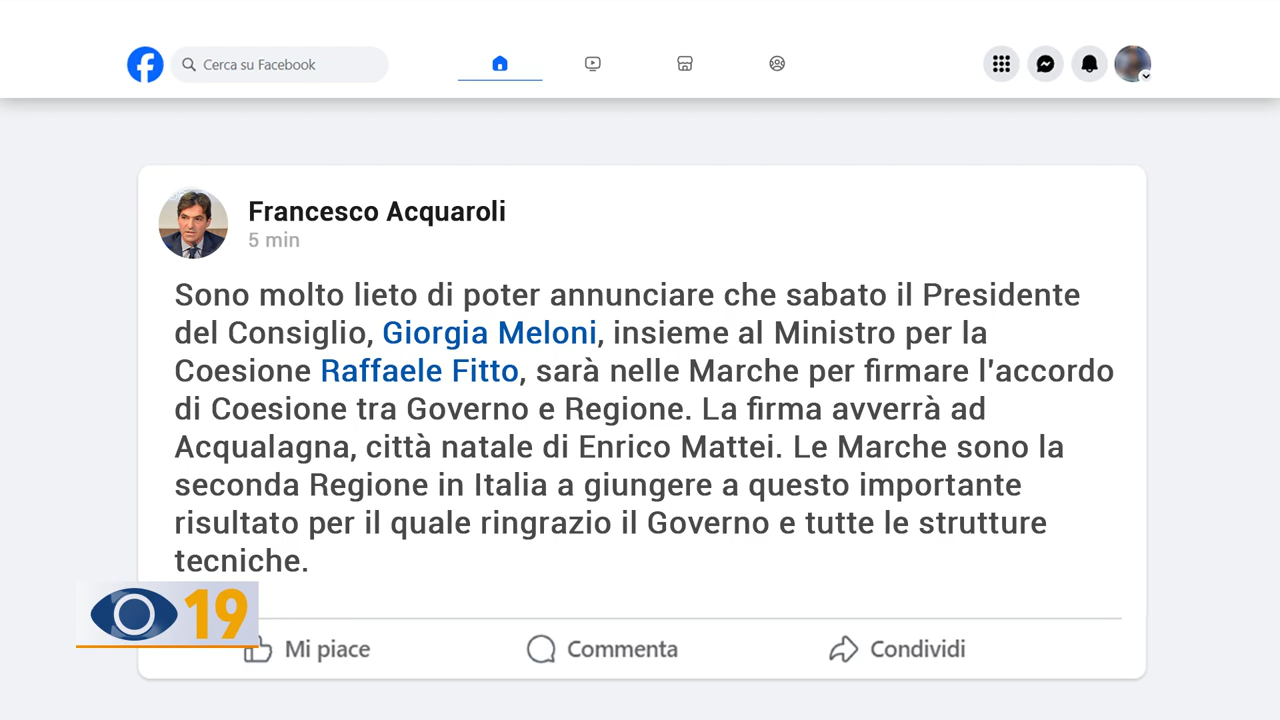 Cerca su Facebook
Francesco Acquaroli
5 min
Sono molto lieto di poter annunciare che sabato il Presidente
del Consiglio, Giorgia Meloni, insieme al Ministro per la
Coesione Raffaele Fitto, sarà nelle Marche per firmare l'accordo
di Coesione tra Governo e Regione. La firma avverrà ad
Acqualagna, città natale di Enrico Mattei. Le Marche sono la
seconda Regione in Italia a giungere a questo importante
risultato per il quale ringrazio il Governo e tutte le strutture
tecniche.
19
Mi piace
Commenta
Condividi